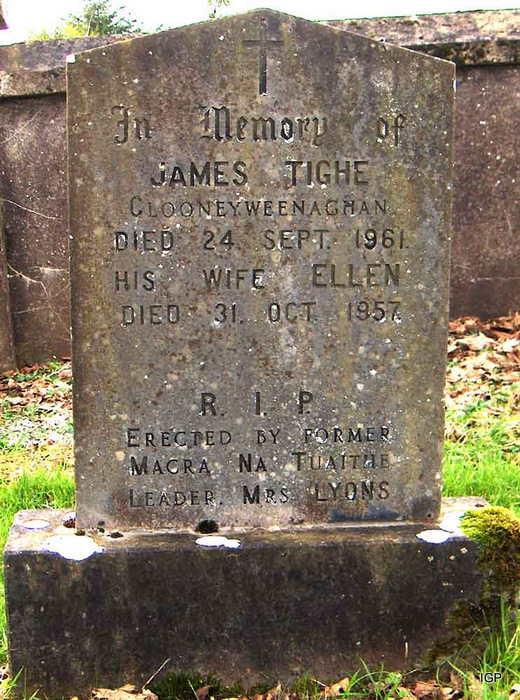 In Memory of
JAMES TIGHE
CLOONEYWEENAGHAN
DIED 24 SEPT. 1961.
HIS WIFE ELLEN
DIED 31. OCT 1957
R. I. P.
ERECTED BY FORMER
MACRA NA TUAITHE
LEADER. MRS LYONS
IGP